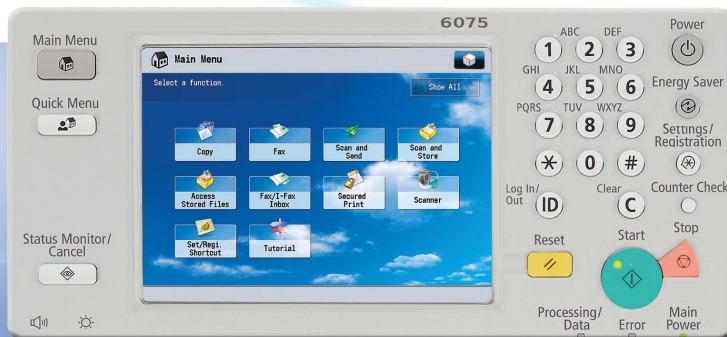 6075
Main Menu
Quick Menu
Status Monitor/
Cancel
Main Menu
Select a function.
Show All
Copy
Fax
Scan and
Send
Scan and
Store
Access
Stored Files
Fax/I-Fax
Inbox
Secured
Print
Scanner
Set/Regi.
Shortcut
Tutorial
ABC DEF
1 2 3
GHI JKL MNO
4 5 6
PQRS TUV WXYZ
7 8 9
* 0 #
Log In/
Out
ID
Clear
C
Power
Energy Saver
Settings/
Registration
Counter Check
Reset
Start
Stop
Processing/
Data
Error
Main
Power